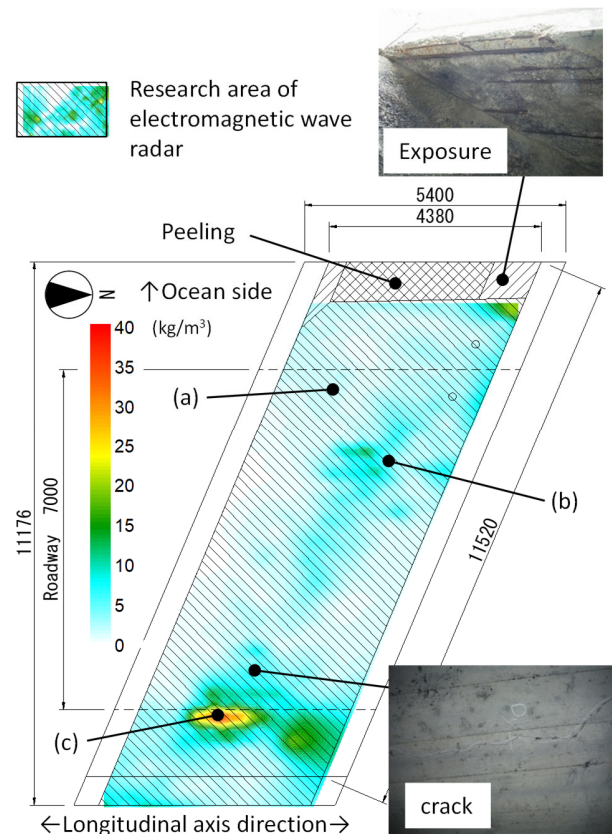 Research area of
electromagnetic wave
radar
Exposure
5400
4380
Peeling
N
↑Ocean side
(kg/m³)
40
35
30
25
20
15
10
5
0
(a)
(b)
(c)
11176
Roadway 7000
11520
crack
←Longitudinal axis direction→